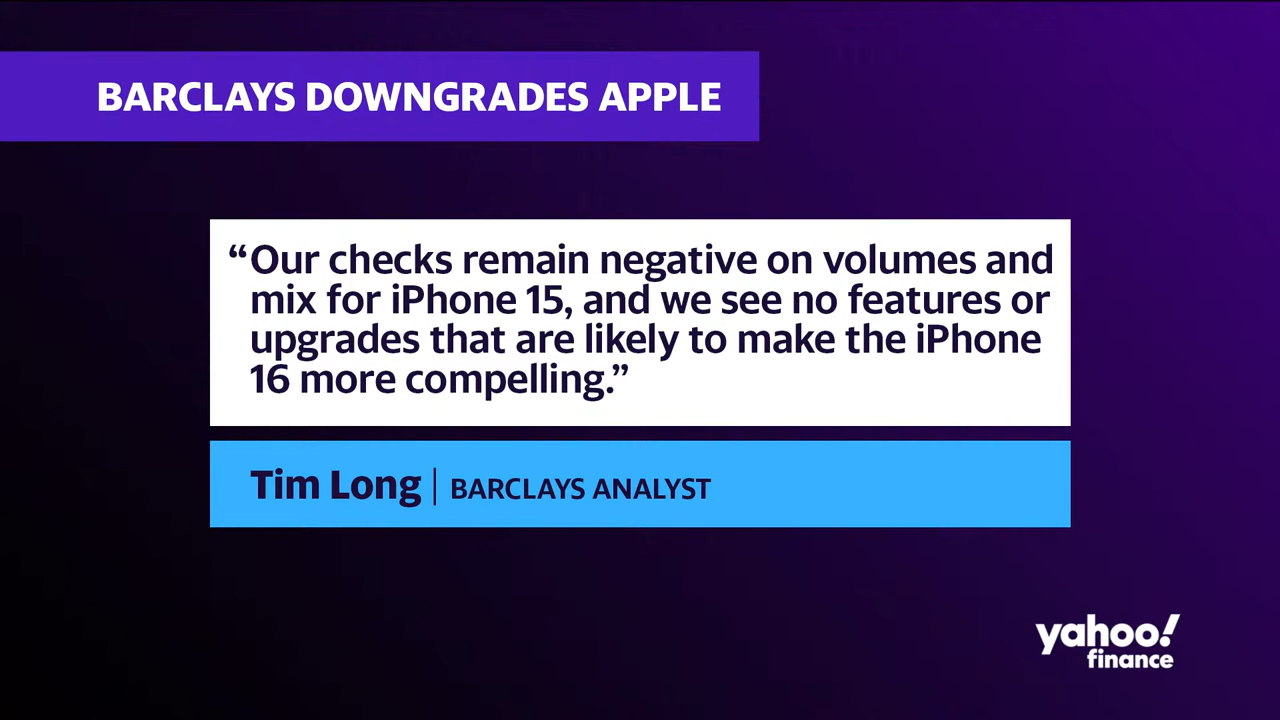 BARCLAYS DOWNGRADES APPLE
“Our checks remain negative on volumes and
mix for iPhone 15, and we see no features or
upgrades that are likely to make the iPhone
16 more compelling.”
Tim Long | BARCLAYS ANALYST
yahoo!
finance